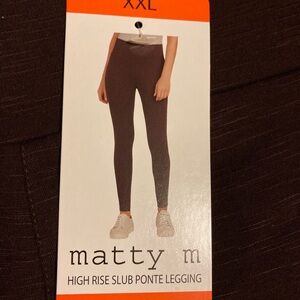 XXL
matty m
HIGH RISE SLUB PONTE LEGGING